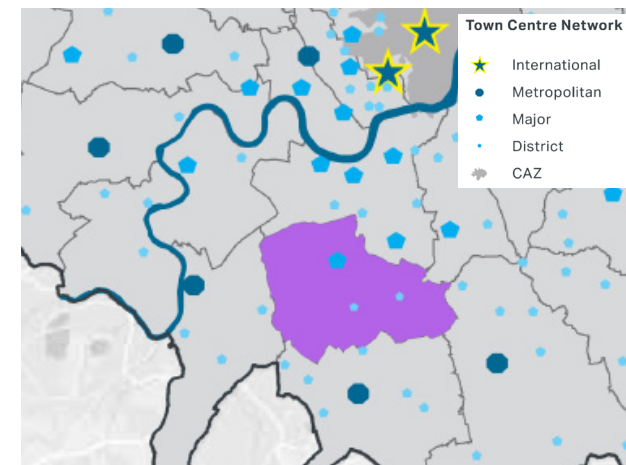 Town Centre Network
International
Metropolitan
Major
District
CAZ